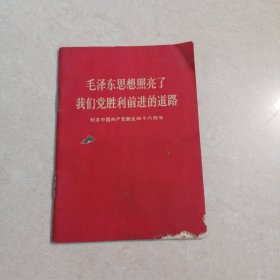 毛泽东思想照亮了
我们党胜利前进的道路
纪念中国共产党诞生四十六周年